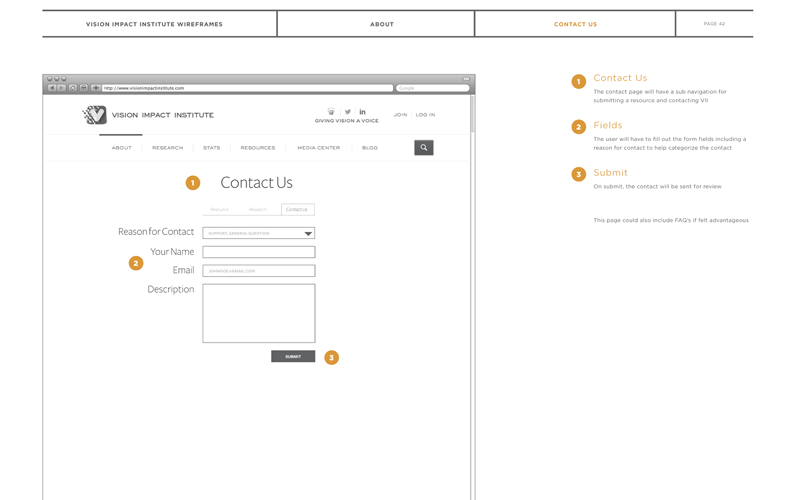 VISION IMPACT INSTITUTE WIREFRAMES
ABOUT
CONTACT US
PAGE 42
http://www.visionimpactinstitute.com
Google
VISION IMPACT INSTITUTE
GIVING VISION A VOICE
JOIN
LOG IN
ABOUT
RESEARCH
STATS
RESOURCES
MEDIA CENTER
BLOG
1
Contact Us
Research
Contact Us
Reason for Contact
SUPPORT, GENERAL QUESTION
Your Name
2
Email
Description
SUBMIT
3
1 Contact Us
The contact page will have a sub navigation for
submitting a resource and contacting VII
2 Fields
The user will have to fill out the form fields including a
reason for contact to help categorize the contact
3 Submit
On submit, the contact will be sent for review
This page could also include FAQ's if felt advantageous